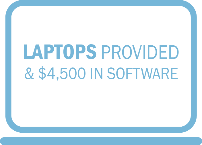 LAPTOPS PROVIDED
& $4,500 IN SOFTWARE